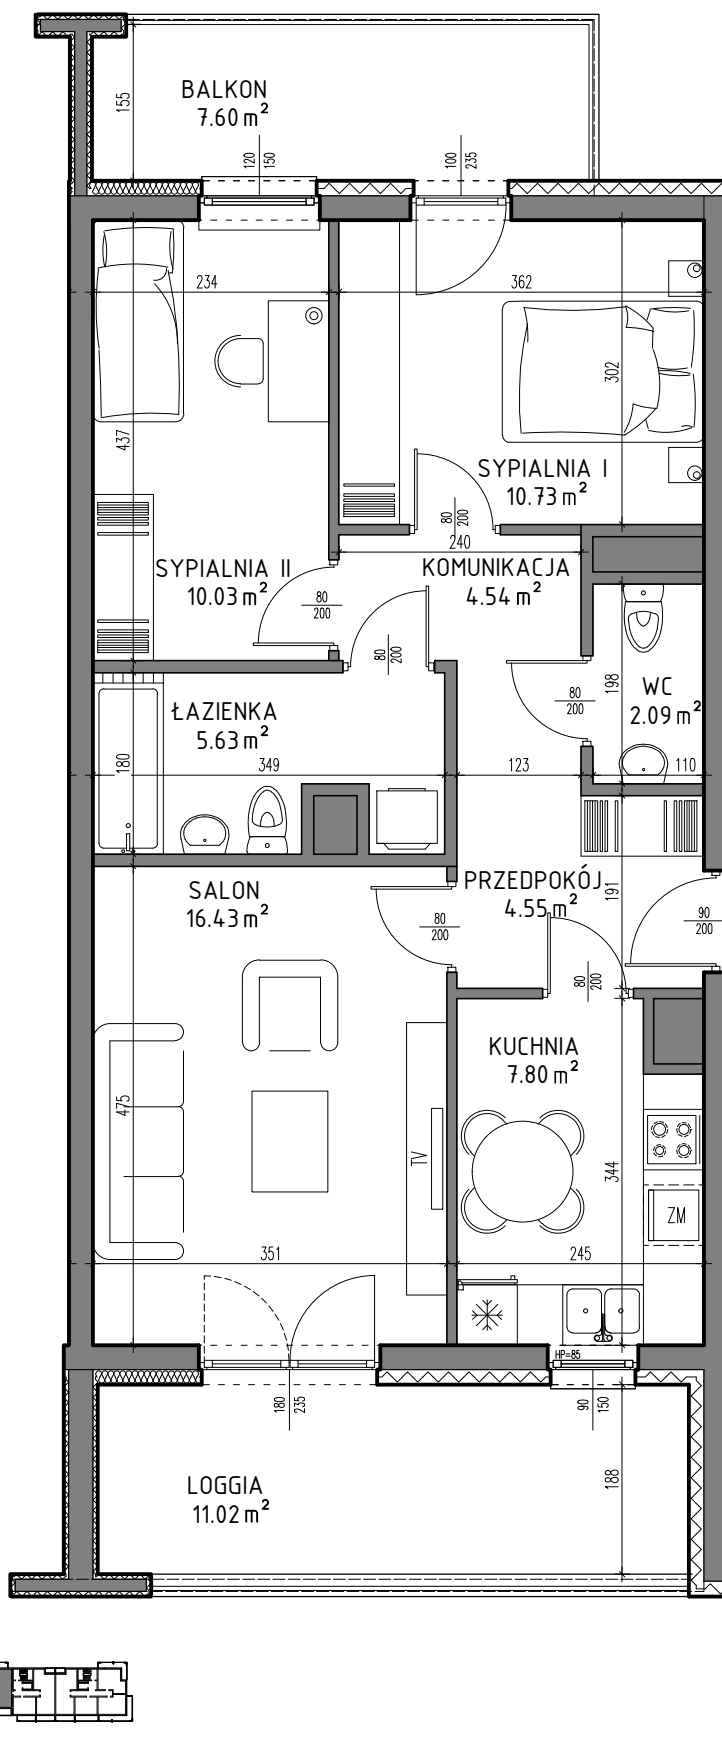 BALKON
7.60 m²
155
120
150
100
235
234
362
302
437
SYPIALNIA I
10.73 m²
80
200
240
SYPIALNIA II
10.03 m²
KOMUNIKACJA
4.54 m²
80
200
80
200
80
200
198
WC
2.09 m²
ŁAZIENKA
5.63 m²
180
349
123
110
SALON
16.43 m²
PRZEDPOKÓJ
4.55 m²
191
80
200
90
200
80
200
KUCHNIA
7.80 m²
475
TV
344
ZM
351
245
HP=85
180
235
90
150
188
LOGGIA
11.02 m²